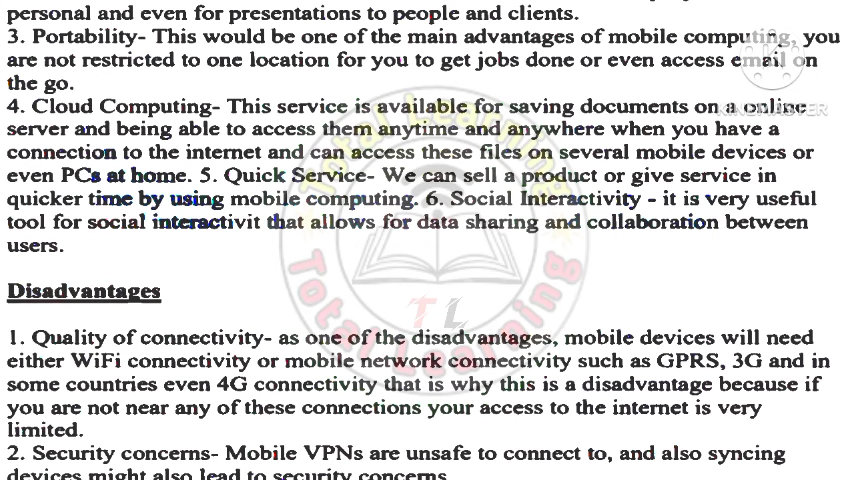 personal and even for presentations to people and clients.
3. Portability- This would be one of the main advantages of mobile computing, you
are not restricted to one location for you to get jobs done or even access email on
the go.
4. Cloud Computing- This service is available for saving documents on a online
server and being able to access them anytime and anywhere when you have a
connection to the internet and can access these files on several mobile devices or
even PCs at home. 5. Quick Service- We can sell a product or give service in
quicker time by using mobile computing. 6. Social Interactivity - it is very useful
tool for social interactivit that allows for data sharing and collaboration between
users.
Disadvantages
1. Quality of connectivity- as one of the disadvantages, mobile devices will need
either WiFi connectivity or mobile network connectivity such as GPRS, 3G and in
some countries even 4G connectivity that is why this is a disadvantage because if
you are not near any of these connections your access to the internet is very
limited.
2. Security concerns- Mobile VPNs are unsafe to connect to, and also syncing
devices might also lead to security concerns
Total Learning
TL
Total Learning
KINEMASTER